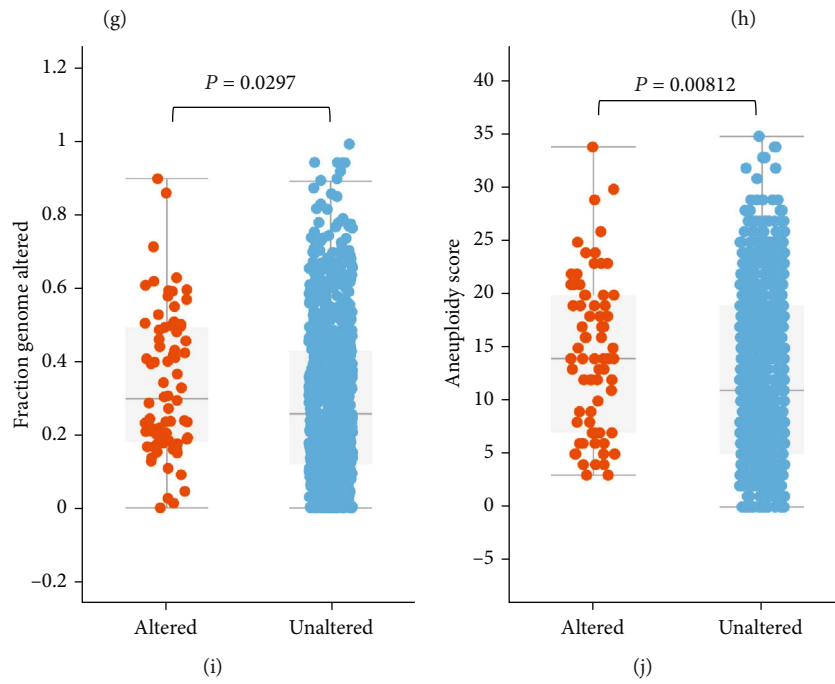 (g)
(h)
Fraction genome altered
1.2
1
0.8
0.6
0.4
0.2
0
–0.2
P = 0.0297
Altered
Unaltered
(i)
Aneuploidy score
40
35
30
25
20
15
10
5
0
–5
P = 0.00812
Altered
Unaltered
(j)